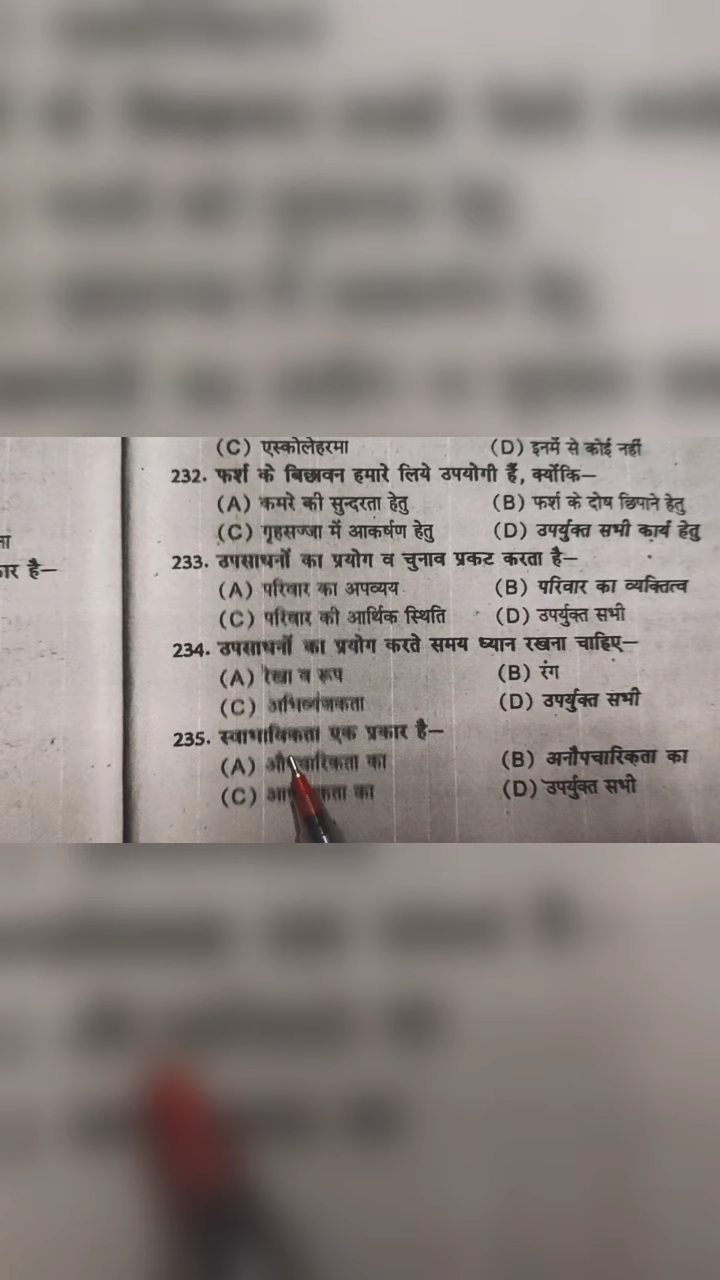 (C) एस्कोलेहरमा (D) इनमें से कोई नहीं
232. फर्श के बिछावन हमारे लिये उपयोगी हैं, क्योंकि–
(A) कमरे की सुन्दरता हेतु (B) फर्श के दोष छिपाने हेतु
(C) गृहसज्जा में आकर्षण हेतु (D) उपर्युक्त सभी कार्य हेतु
233. उपसाधनों का प्रयोग व चुनाव प्रकट करता है–
(A) परिवार का अपव्यय (B) परिवार का व्यक्तित्व
(C) परिवार की आर्थिक स्थिति (D) उपर्युक्त सभी
234. उपसाधनों का प्रयोग करते समय ध्यान रखना चाहिए–
(A) रेखा व रूप (B) रंग
(C) अभिव्यंजकता (D) उपर्युक्त सभी
235. स्वाभाविकता एक प्रकार है–
(A) औपचारिकता का (B) अनौपचारिकता का
(C) का (D) उपर्युक्त सभी
है–